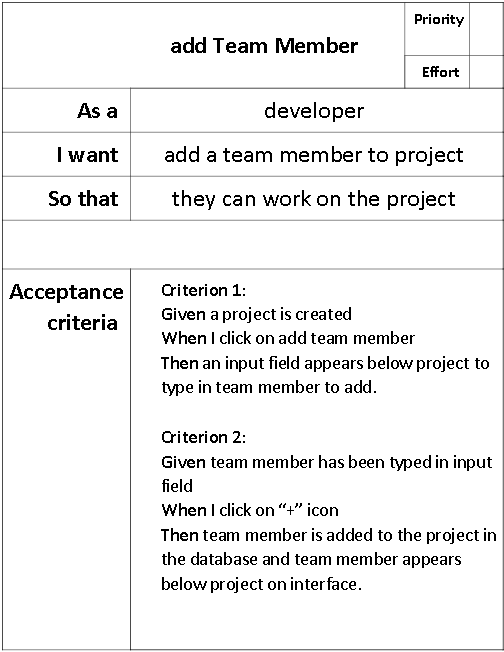 add Team Member
Priority
Effort
As a
developer
I want
add a team member to project
So that
they can work on the project
Acceptance
criteria
Criterion 1:
Given a project is created
When I click on add team member
Then an input field appears below project to
type in team member to add.
Criterion 2:
Given team member has been typed in input
field
When I click on “+” icon
Then team member is added to the project in
the database and team member appears
below project on interface.